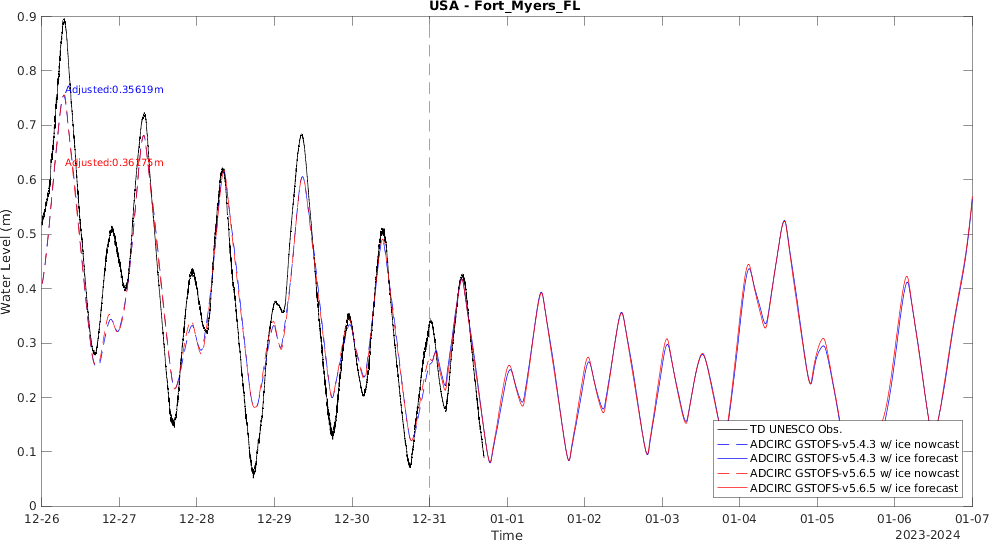 USA - Fort_Myers_FL
0.9
0.8
0.7
0.6
0.5
0.4
0.3
0.2
0.1
0
Water Level (m)
Adjusted:0.35619m
Adjusted:0.36175m
TD UNESCO Obs.
ADCIRC GSTOFS-v5.4.3 w/ ice nowcast
ADCIRC GSTOFS-v5.4.3 w/ ice forecast
ADCIRC GSTOFS-v5.6.5 w/ ice nowcast
ADCIRC GSTOFS-v5.6.5 w/ ice forecast
12-26 12-27 12-28 12-29 12-30 12-31 01-01 01-02 01-03 01-04 01-05 01-06 01-07
Time
2023-2024